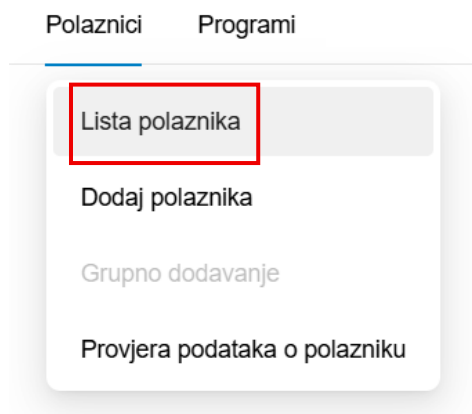 Polaznici Programi
Lista polaznika
Dodaj polaznika
Grupno dodavanje
Provjera podataka o polazniku